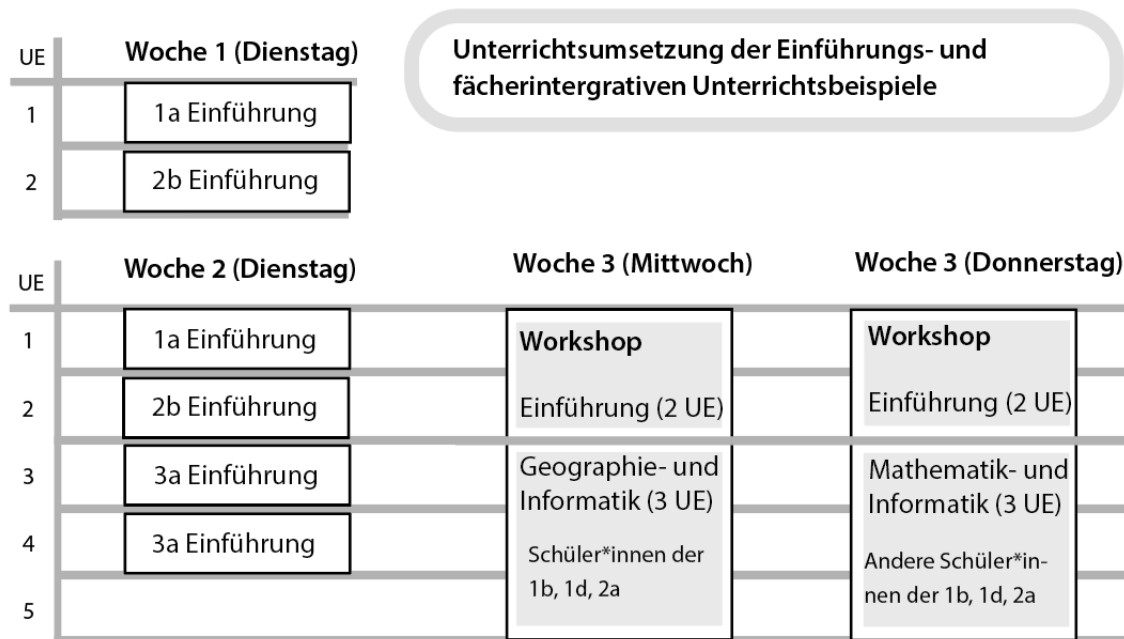 Unterrichtsumsetzung der Einführungs- und
fächerintergrativen Unterrichtsbeispiele
UE
Woche 1 (Dienstag)
1
1a Einführung
2
2b Einführung
UE
Woche 2 (Dienstag)
Woche 3 (Mittwoch)
Woche 3 (Donnerstag)
1
1a Einführung
2
2b Einführung
3
3a Einführung
4
3a Einführung
5
Workshop
Einführung (2 UE)
Geographie- und
Informatik (3 UE)
Schüler*innen der
1b, 1d, 2a
Workshop
Einführung (2 UE)
Mathematik- und
Informatik (3 UE)
Andere Schüler*in-
nen der 1b, 1d, 2a